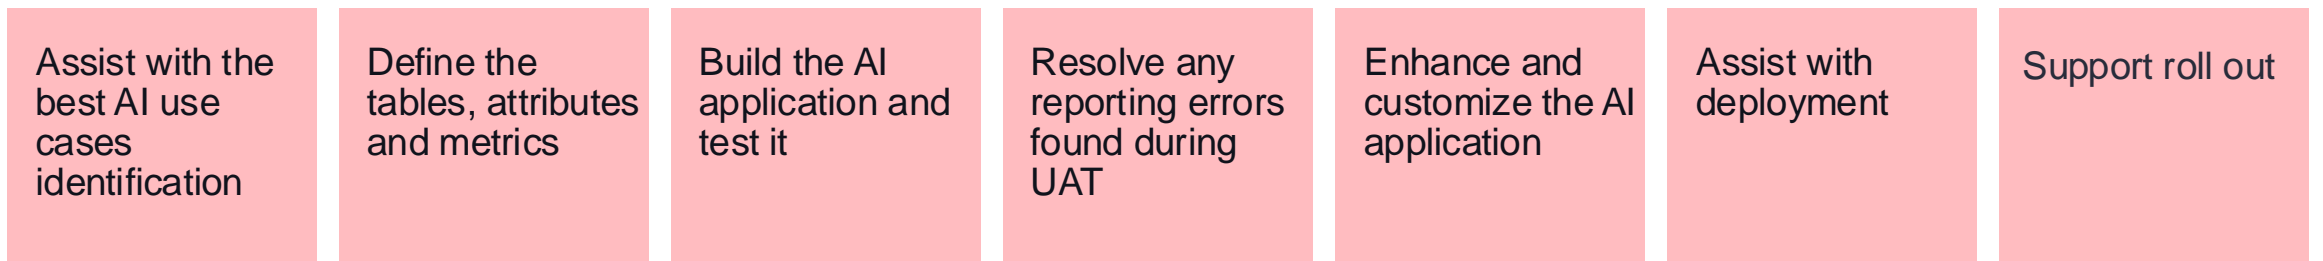 Assist with the
best AI use
cases
identification
Define the
tables, attributes
and metrics
Build the AI
application and
test it
Resolve any
reporting errors
found during
UAT
Enhance and
customize the AI
application
Assist with
deployment
Support roll out